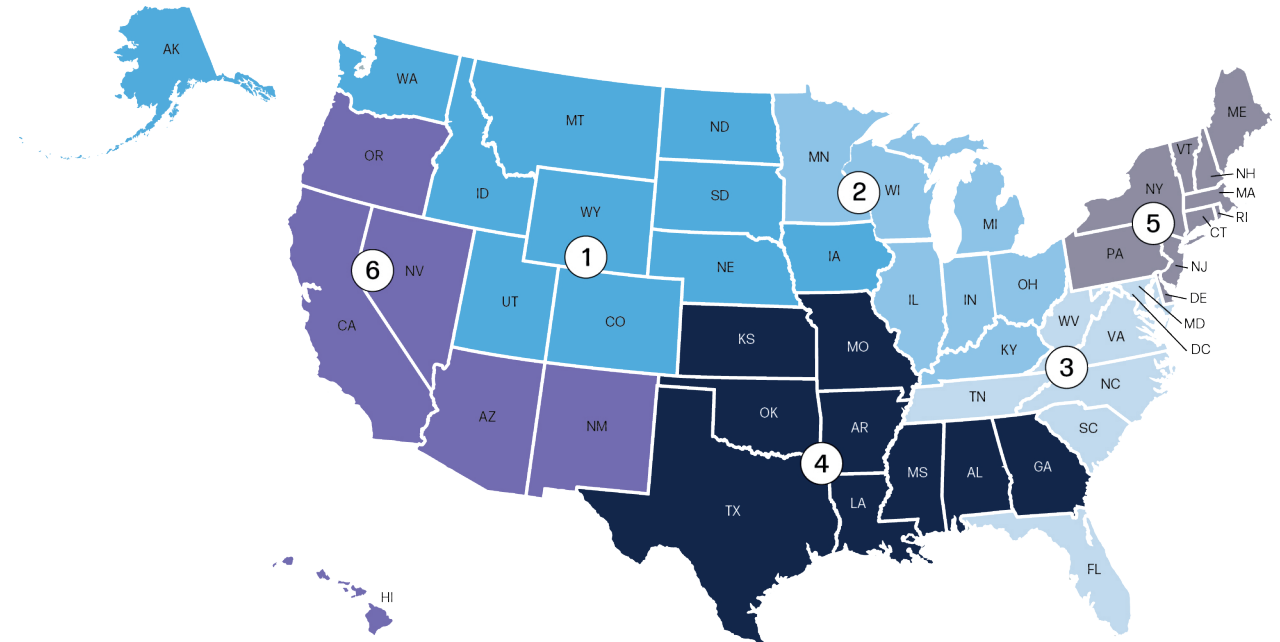 AK
WA
MT
ND
MN
ME
OR
ID
WY
SD
WI
MI
NY
VT
NH
MA
RI
CT
2
5
6
NV
1
NE
IA
PA
NJ
UT
CO
IL
IN
OH
DE
CA
KS
MO
KY
WV
VA
MD
DC
3
AZ
NM
OK
AR
TN
NC
SC
4
TX
LA
MS
AL
GA
FL
HI